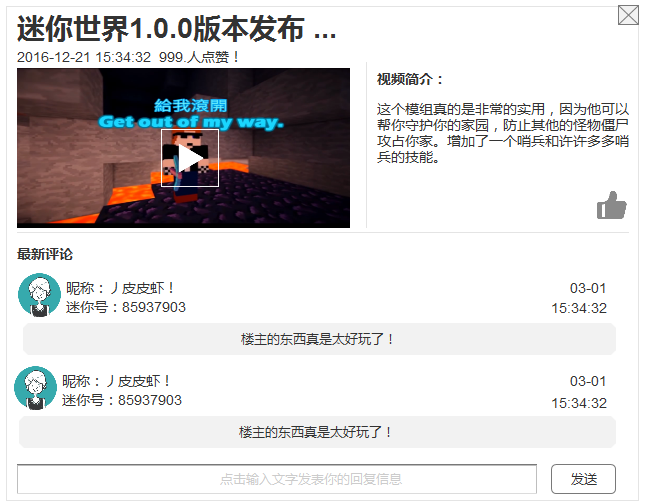 迷你世界1.0.0版本发布 ...
2016-12-21 15:34:32 999.人点赞！
給我滾開
Get out of my way.
视频简介：
这个模组真的是非常的实用，因为他可以
帮你守护你的家园，防止其他的怪物僵尸
攻占你家。增加了一个哨兵和许许多多哨
兵的技能。
最新评论
昵称：丿皮皮虾！
03-01
迷你号：85937903
15:34:32
楼主的东西真是太好玩了！
昵称：丿皮皮虾！
03-01
迷你号：85937903
15:34:32
楼主的东西真是太好玩了！
点击输入文字发表你的回复信息
发送